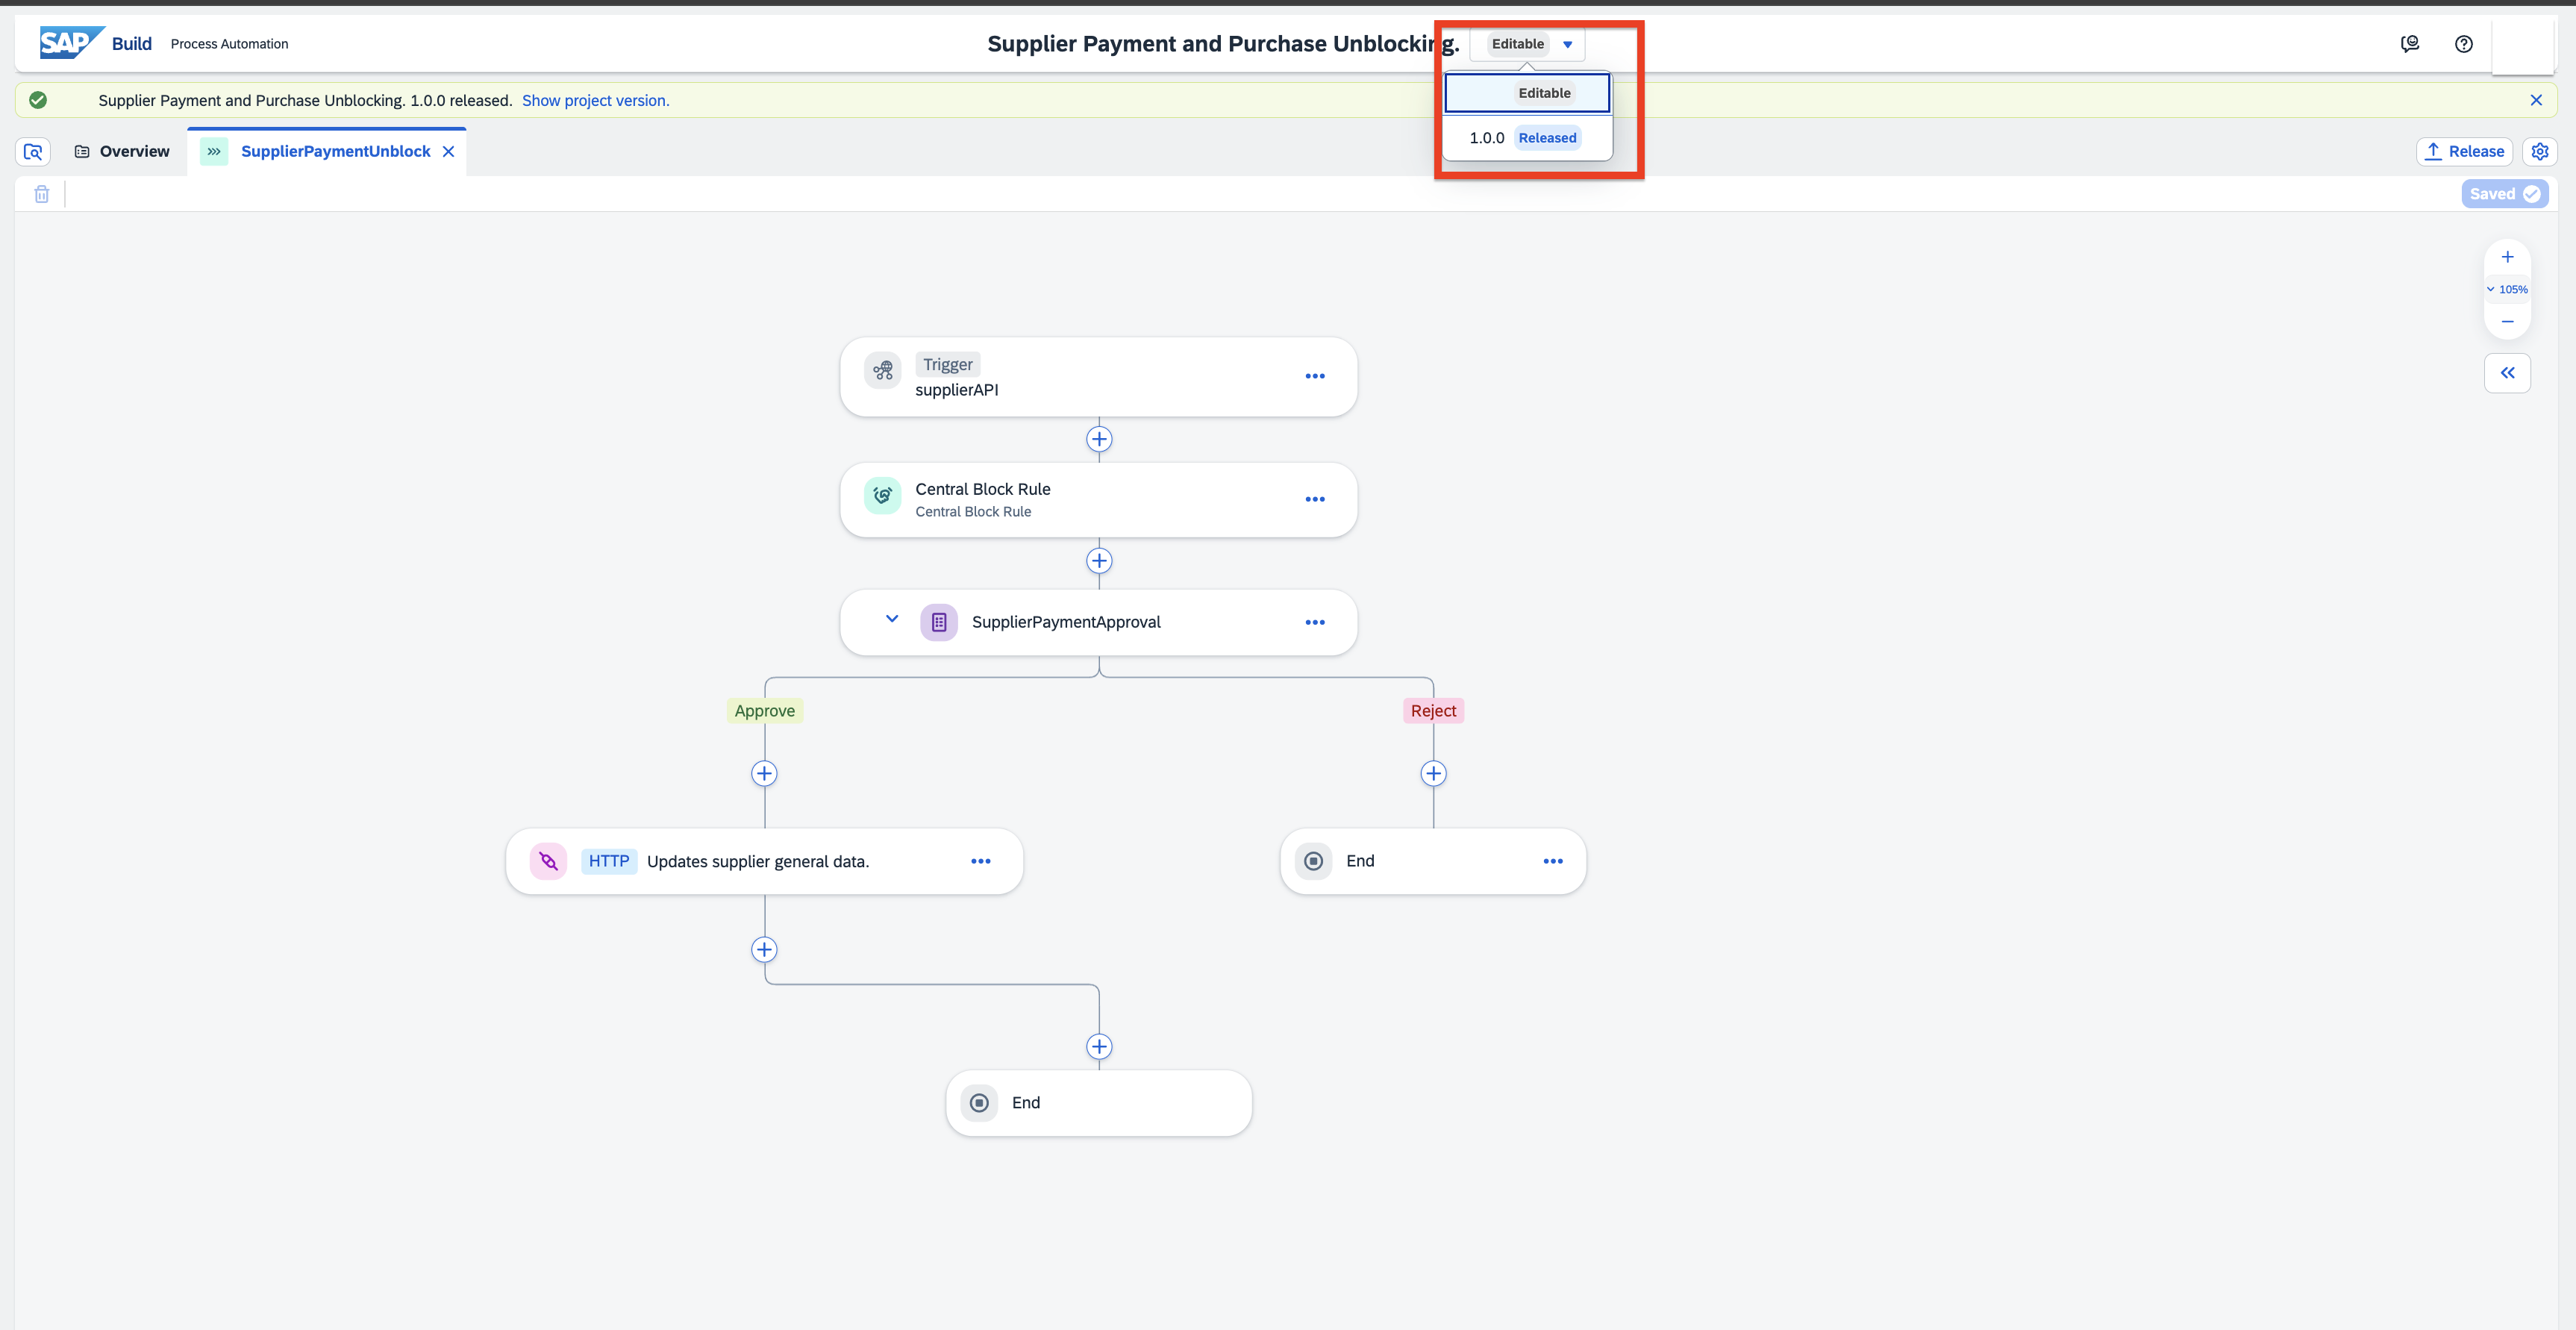 SAP Build Process Automation
Supplier Payment and Purchase Unblocking. Editable
Editable
1.0.0 Released
Supplier Payment and Purchase Unblocking. 1.0.0 released. Show project version.
Overview
SupplierPaymentUnblock
Release
Saved
105%
Trigger
supplierAPI
Central Block Rule
Central Block Rule
SupplierPaymentApproval
Approve
Reject
HTTP Updates supplier general data.
End
End